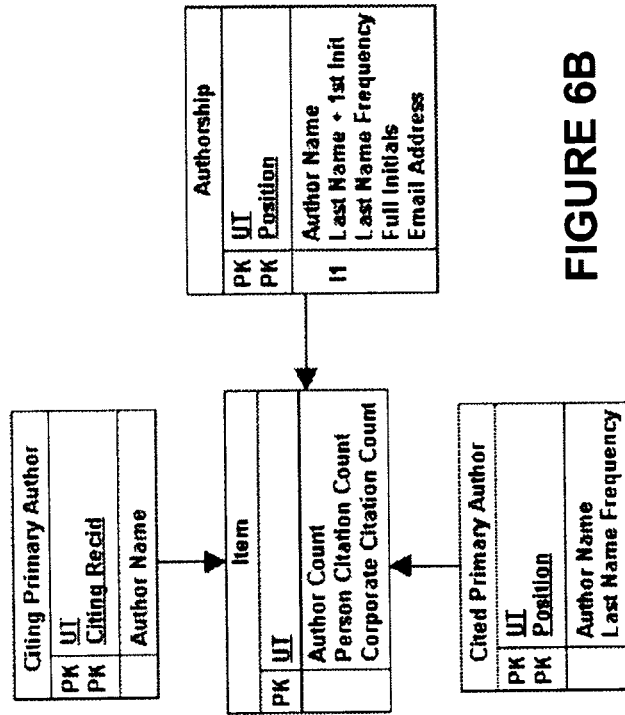 Citing Primary Author
PK UT
PK Citing Recid
Author Name
Item
PK UT
Author Count
Person Citation Count
Corporate Citation Count
Cited Primary Author
PK UT
PK Position
Author Name
Last Name Frequency
Authorship
PK UT
PK Position
Author Name
I1 Last Name + 1st Init
Last Name Frequency
Full Initials
Email Address
FIGURE 6B